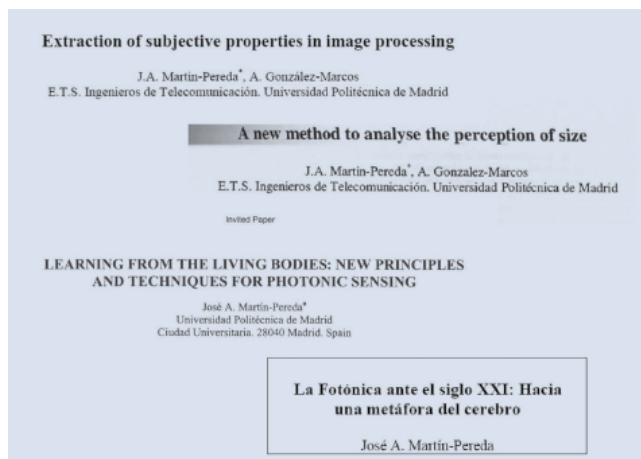 Extraction of subjective properties in image processing
J.A. Martín-Pereda*, A. González-Marcos
E.T.S. Ingenieros de Telecomunicación. Universidad Politécnica de Madrid
A new method to analyse the perception of size
J.A. Martin-Pereda*, A. Gonzalez-Marcos
E.T.S. Ingenieros de Telecomunicación. Universidad Politécnica de Madrid
Invited Paper
LEARNING FROM THE LIVING BODIES: NEW PRINCIPLES
AND TECHNIQUES FOR PHOTONIC SENSING
José A. Martín-Pereda*
Universidad Politécnica de Madrid
Ciudad Universitaria. 28040 Madrid. Spain
La Fotónica ante el siglo XXI: Hacia
una metáfora del cerebro
José A. Martín-Pereda